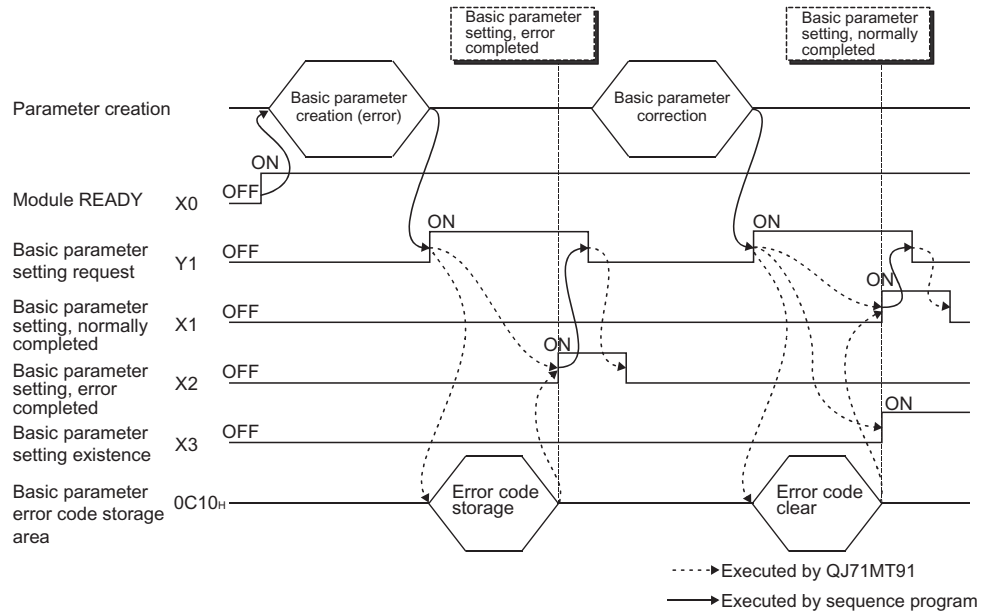 Basic parameter
setting, error
completed
Basic parameter
setting, normally
completed
Parameter creation
Basic parameter
creation (error)
Basic parameter
correction
ON
Module READY X0 OFF
ON
ON
Basic parameter
setting request Y1 OFF
ON
Basic parameter
setting, normally
completed X1 OFF
ON
Basic parameter
setting, error
completed X2 OFF
ON
Basic parameter
setting existence X3 OFF
Basic parameter
error code storage
area 0C10H
Error code
storage
Error code
clear
Executed by QJ71MT91
Executed by sequence program